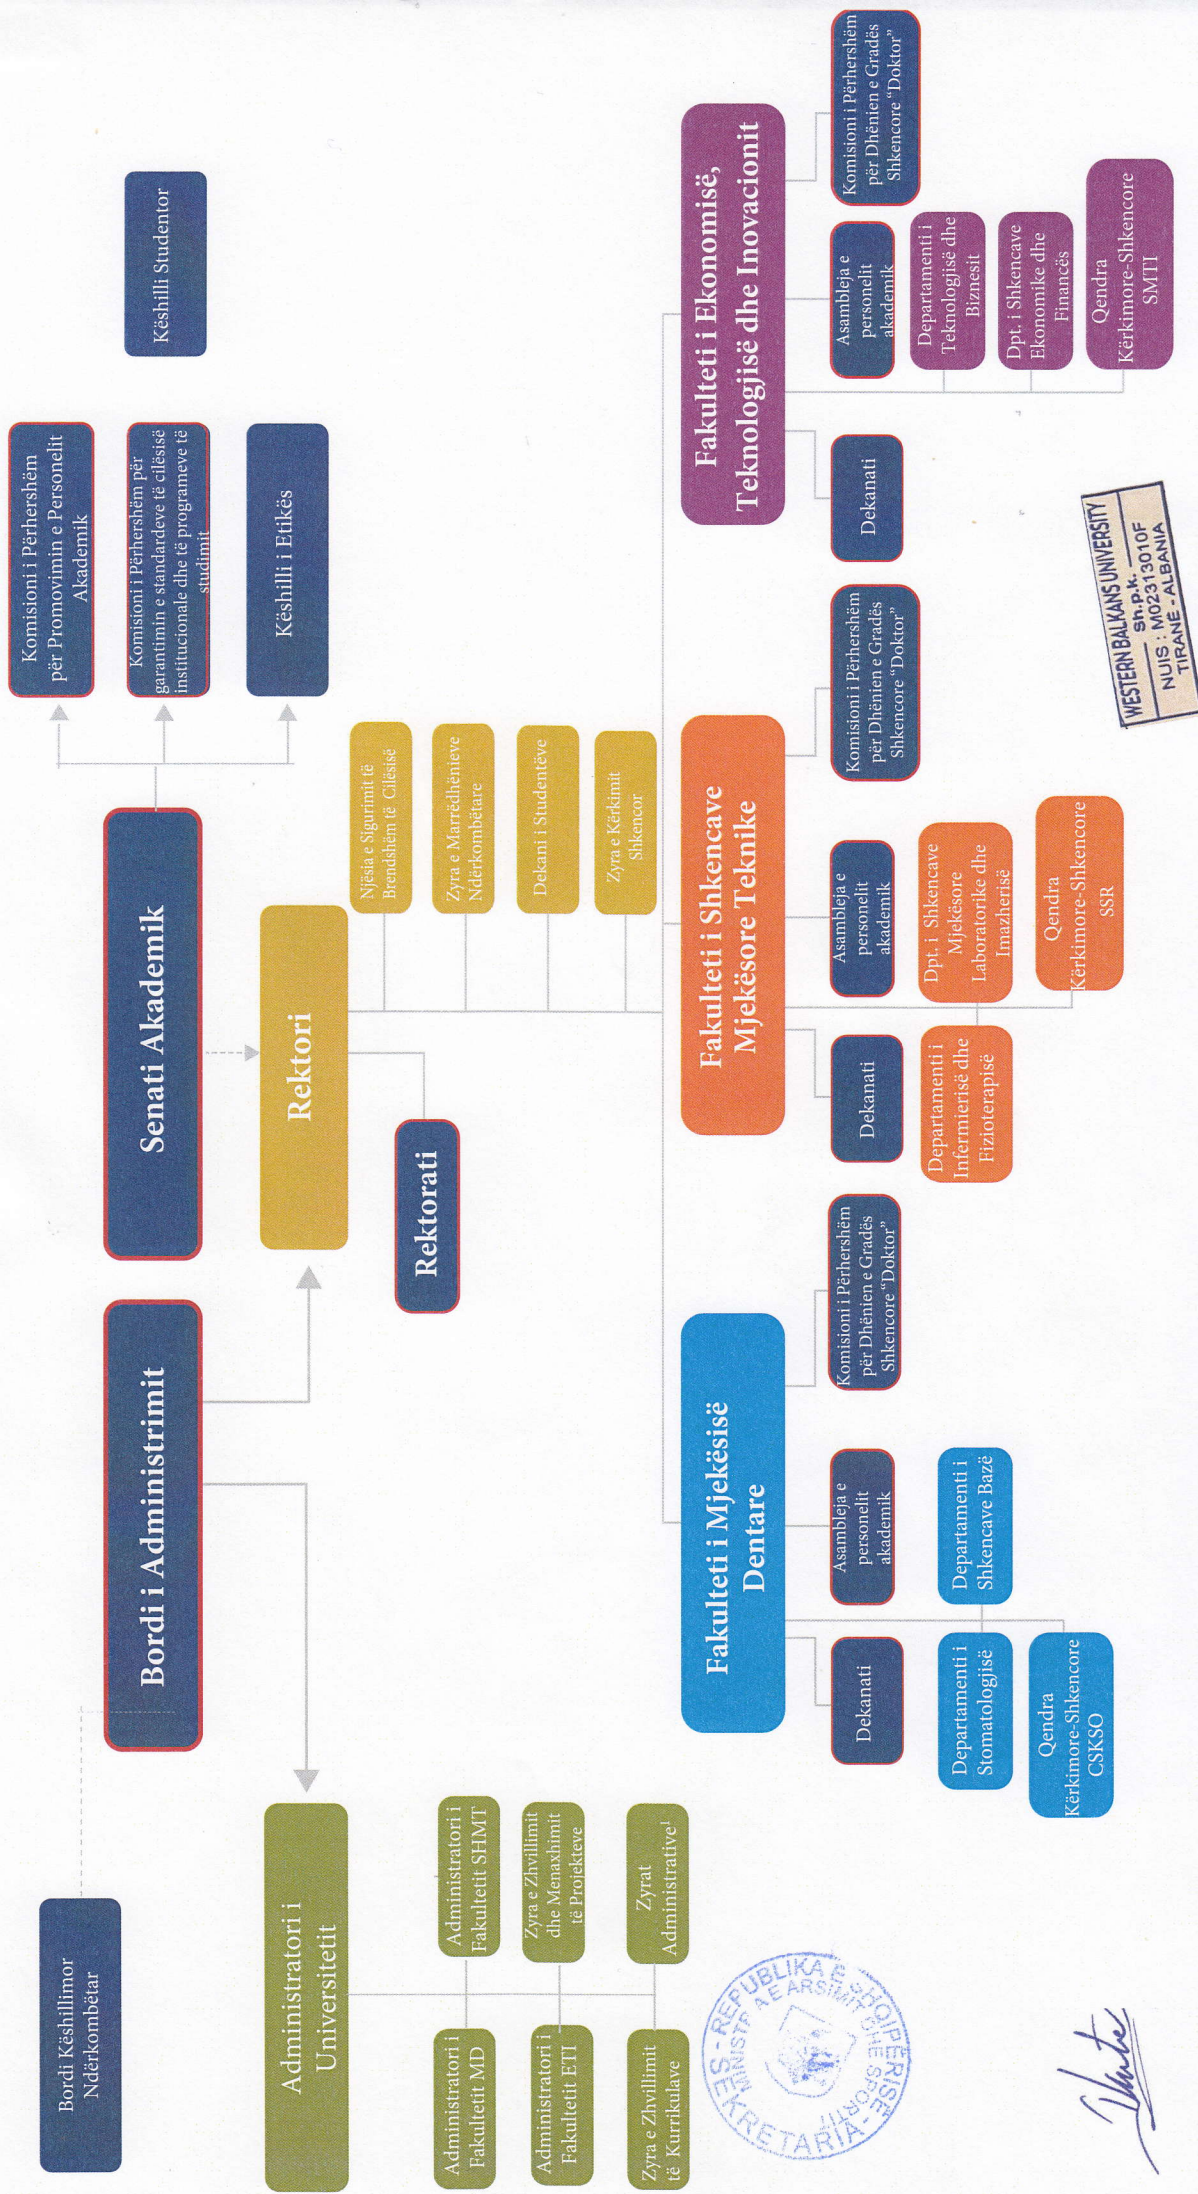 Bordi Këshillimor
Ndërkombëtar
Bordi i Administrimit
Senati Akademik
Komisioni i Përhershëm
për Promovimin e Personelit
Akademik
Komisioni i Përhershëm për
garantimin e standardeve të cilësisë
institucionale dhe të programeve të
studimit
Këshilli i Etikës
Këshilli Studentor
Administratori i
Universitetit
Rektori
Rektorati
Administratori i
Fakultetit MD
Administratori i
Fakultetit SHMT
Administratori i
Fakultetit ETI
Zyra e Zhvillimit
dhe Menaxhimit
të Projekteve
Zyra e Zhvillimit
të Kurrikulave
Zyrat
Administrative¹
Njësia e Sigurimit të
Brendshëm të Cilësisë
Zyra e Marrëdhënieve
Ndërkombëtare
Dekani i Studentëve
Zyra e Kërkimit
Shkencor
Fakulteti i Mjekësisë
Dentare
Dekanati
Asambleja e
personelit
akademik
Komisioni i Përhershëm
për Dhënien e Gradës
Shkencore “Doktor”
Departamenti i
Stomatologjisë
Departamenti i
Shkencave Bazë
Qendra
Kërkimore-Shkencore
CSKSO
Fakulteti i Shkencave
Mjekësore Teknike
Dekanati
Asambleja e
personelit
akademik
Komisioni i Përhershëm
për Dhënien e Gradës
Shkencore “Doktor”
Departamenti i
Infermierisë dhe
Fizioterapisë
Dpt. i Shkencave
Mjekësore
Laboratorike dhe
Imazherisë
Qendra
Kërkimore-Shkencore
SSR
Fakulteti i Ekonomisë,
Teknologjisë dhe Inovacionit
Dekanati
Asambleja e
personelit
akademik
Komisioni i Përhershëm
për Dhënien e Gradës
Shkencore “Doktor”
Departamenti i
Teknologjisë dhe
Biznesit
Dpt. i Shkencave
Ekonomike dhe
Financës
Qendra
Kërkimore-Shkencore
SMTI
REPUBLIKA E SHQIPËRISË
MINISTRIA E ARSIMIT DHE SPORTIT
SEKRETARIA
WESTERN BALKANS UNIVERSITY
Sh.p.k.
NUIS : M02313010F
TIRANE - ALBANIA